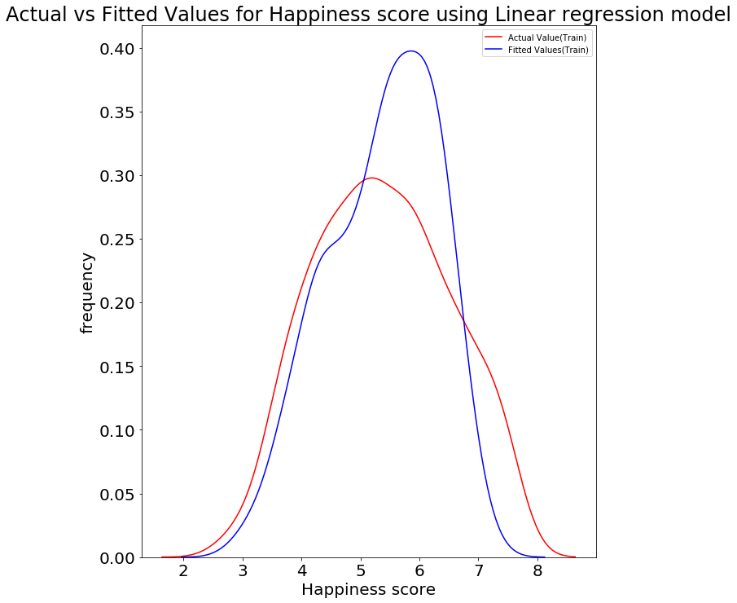 Actual vs Fitted Values for Happiness score using Linear regression model
Actual Value(Train)
Fitted Values(Train)
0.40
0.35
0.30
0.25
0.20
0.15
0.10
0.05
0.00
frequency
2 3 4 5 6 7 8
Happiness score